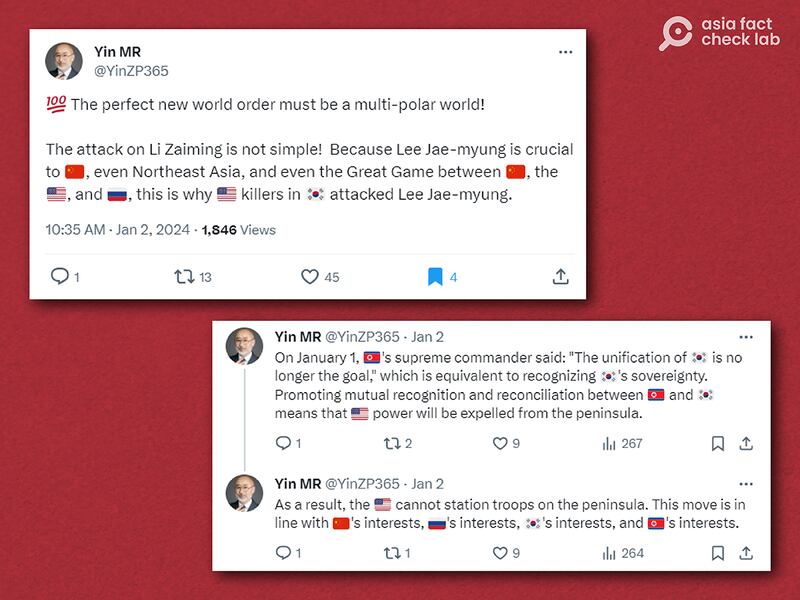 asia fact
check lab
Yin MR
@YinZP365
💯 The perfect new world order must be a multi-polar world!
The attack on Li Zaiming is not simple! Because Lee Jae-myung is crucial
to 🇨🇳, even Northeast Asia, and even the Great Game between 🇨🇳, the
🇺🇸, and 🇷🇺, this is why 🇺🇸 killers in 🇰🇷 attacked Lee Jae-myung.
10:35 AM · Jan 2, 2024 · 1,846 Views
1 13 45 4
Yin MR @YinZP365 · Jan 2
On January 1, 🇰🇵's supreme commander said: "The unification of 🇰🇷 is no
longer the goal," which is equivalent to recognizing 🇰🇷's sovereignty.
Promoting mutual recognition and reconciliation between 🇰🇵 and 🇰🇷
means that 🇺🇸 power will be expelled from the peninsula.
1 2 9 267
Yin MR @YinZP365 · Jan 2
As a result, the 🇺🇸 cannot station troops on the peninsula. This move is in
line with 🇨🇳's interests, 🇷🇺's interests, 🇰🇷's interests, and 🇰🇵's interests.
1 1 9 264